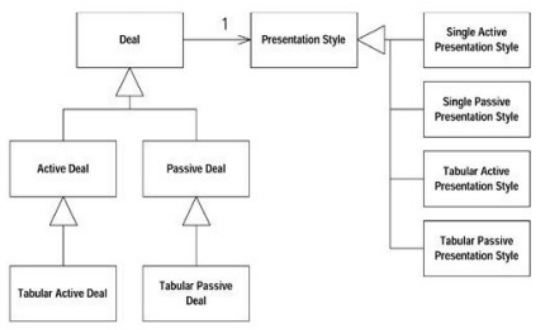 Deal
1
Presentation Style
Single Active
Presentation Style
Single Passive
Presentation Style
Active Deal
Passive Deal
Tabular Active
Presentation Style
Tabular Passive
Presentation Style
Tabular Active Deal
Tabular Passive
Deal